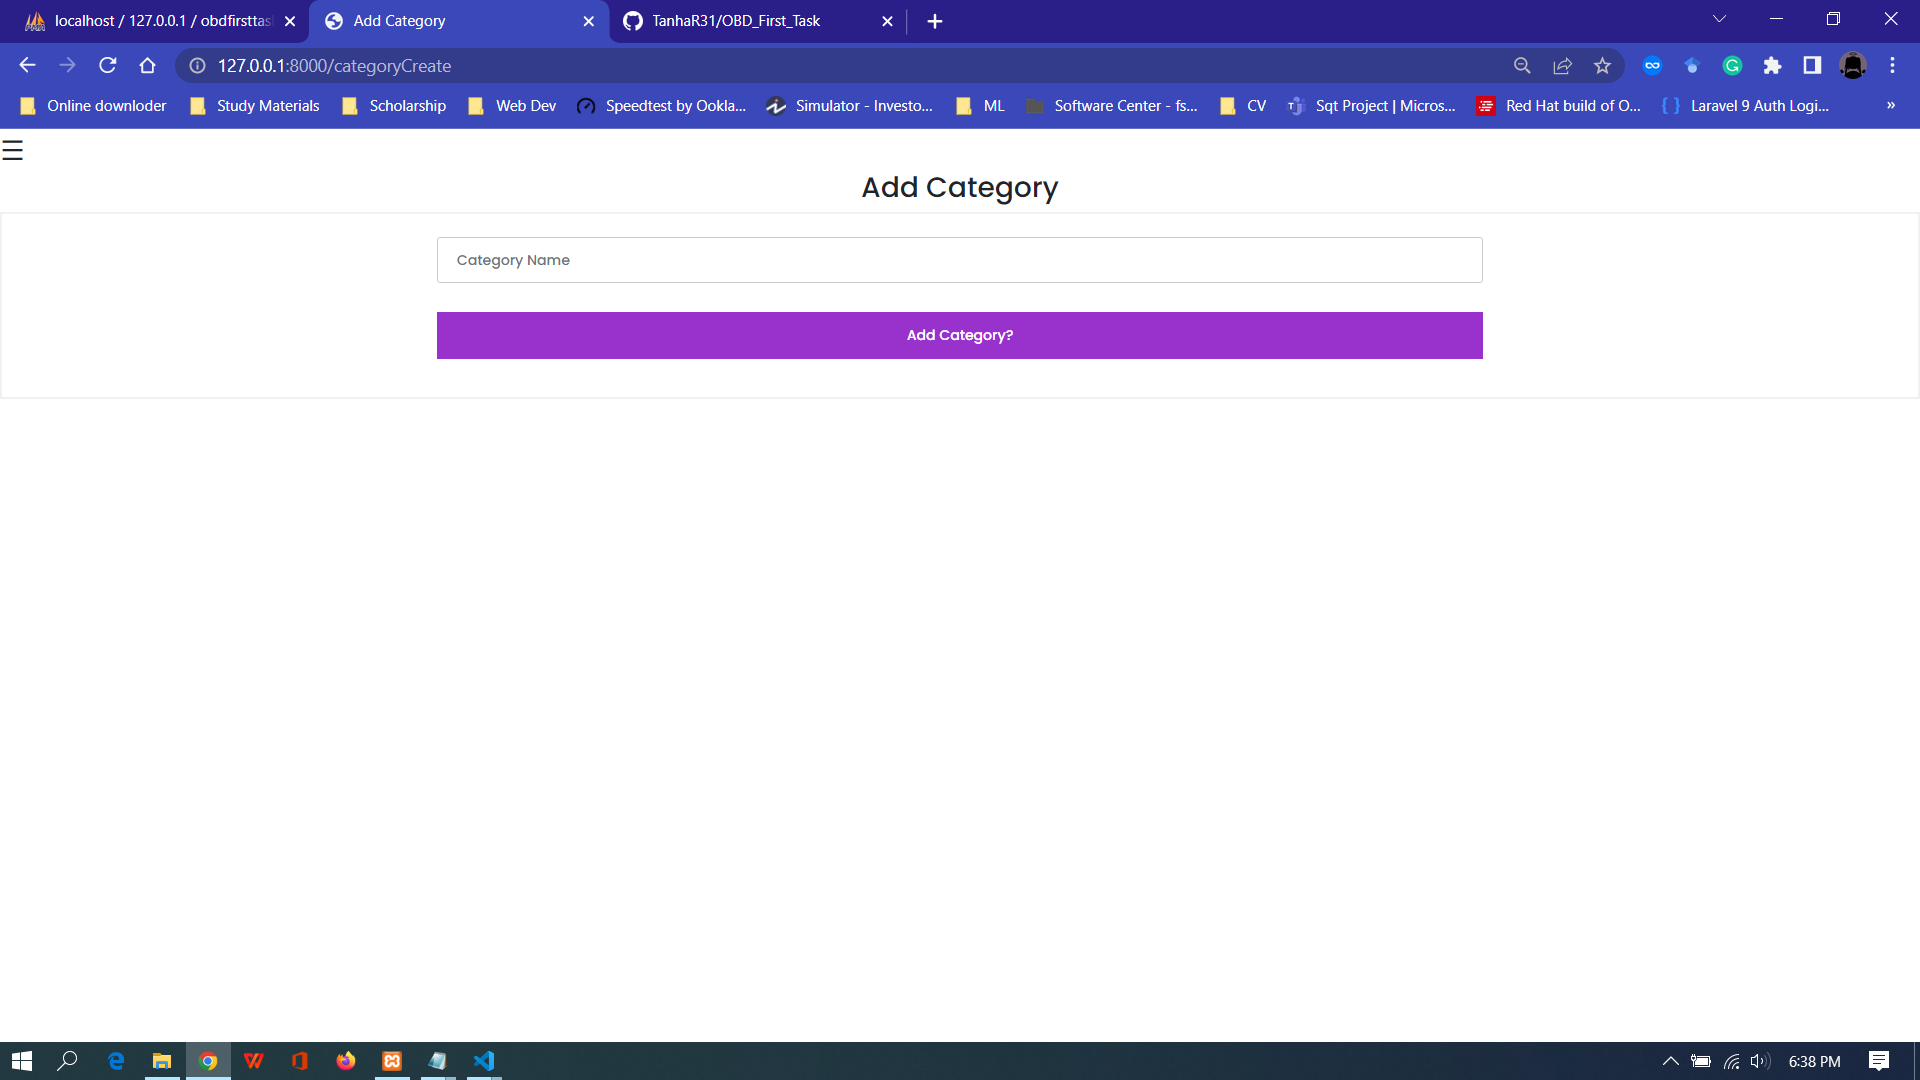 localhost / 127.0.0.1 / obdfirsttas
Add Category
TanhaR31/OBD_First_Task
127.0.0.1:8000/categoryCreate
Online downloder
Study Materials
Scholarship
Web Dev
Speedtest by Ookla...
Simulator - Investo...
ML
Software Center - fs...
CV
Sqt Project | Micros...
Red Hat build of O...
Laravel 9 Auth Logi...
»
Add Category
Category Name
Add Category?
6:38 PM